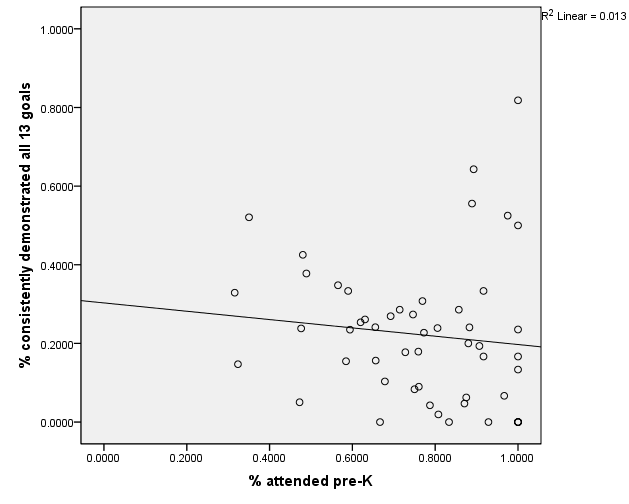 R2 Linear = 0.013
1.0000
0.8000
0.6000
0.4000
0.2000
0.0000
% consistently demonstrated all 13 goals
0.0000 0.2000 0.4000 0.6000 0.8000 1.0000
% attended pre-K